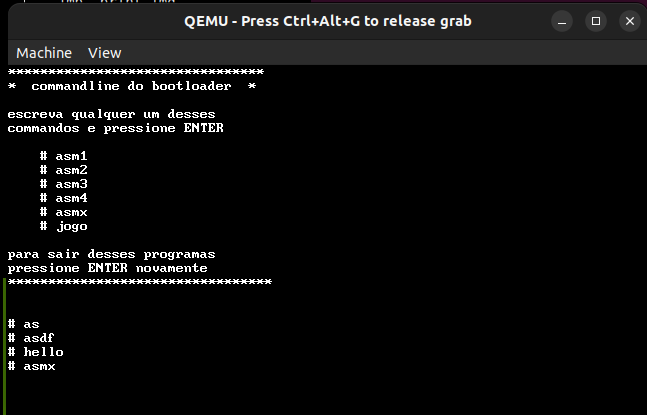 QEMU - Press Ctrl+Alt+G to release grab
Machine View
********************************
* commandline do bootloader *
escreva qualquer um desses
commandos e pressione ENTER
# asm1
# asm2
# asm3
# asm4
# asmx
# jogo
para sair desses programas
pressione ENTER novamente
*********************************
# as
# asdf
# hello
# asmx